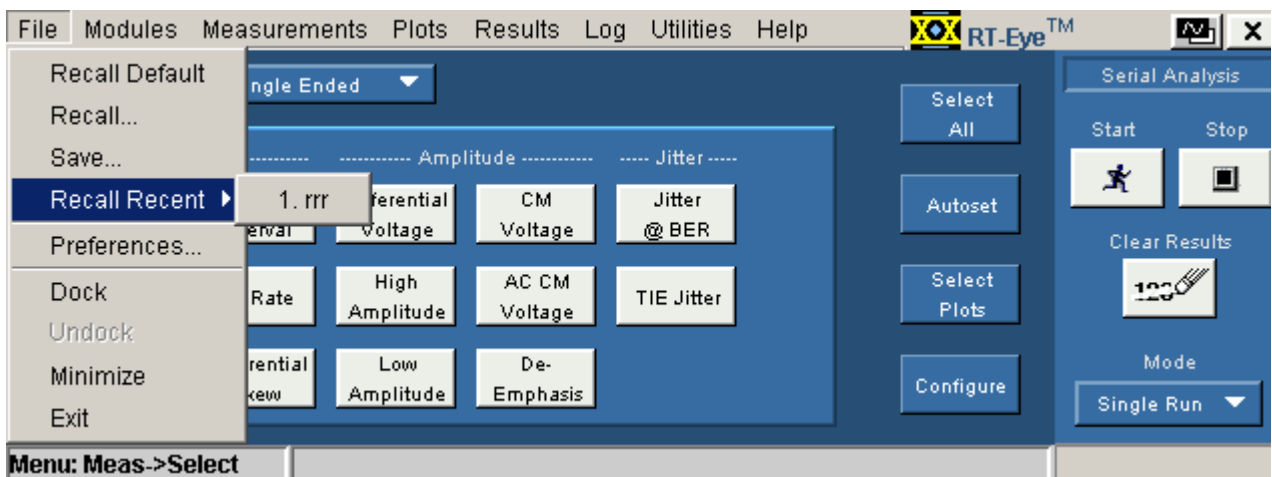 File Modules Measurements Plots Results Log Utilities Help RT-Eye™
Recall Default
Recall...
Save...
Recall Recent
1. rrr
Preferences...
Dock
Undock
Minimize
Exit
Ended
Amplitude
Jitter
Voltage
CM
Voltage
Jitter
@ BER
Rate
High
Amplitude
AC CM
Voltage
TIE Jitter
Low
Amplitude
De-
Emphasis
Select
All
Autoset
Select
Plots
Configure
Serial Analysis
Start Stop
Clear Results
Mode
Single Run
Menu: Meas->Select